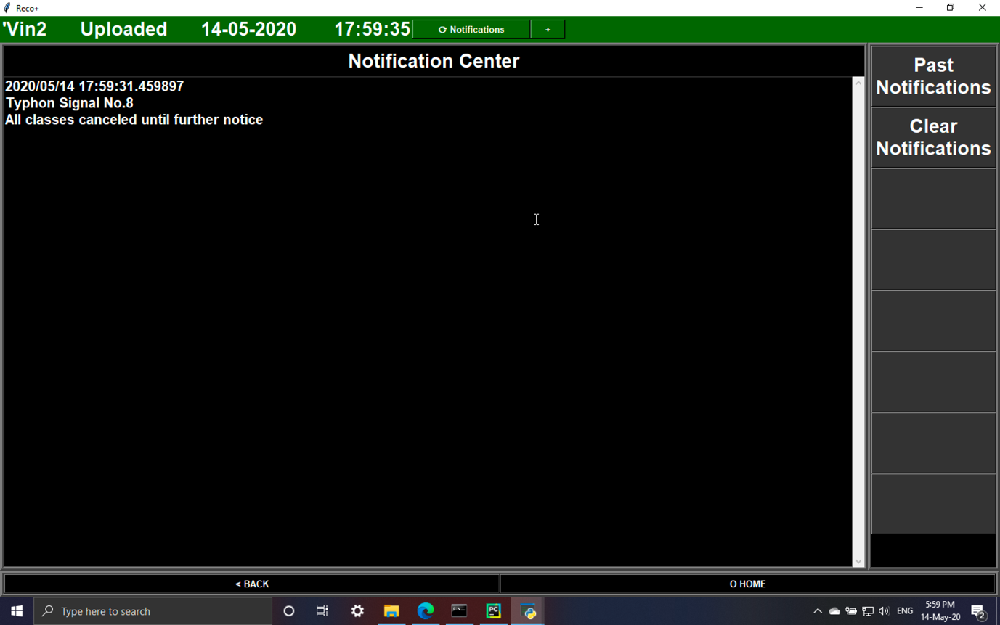 Reco+
'Vin2 Uploaded 14-05-2020 17:59:35 ⟳ Notifications +
Notification Center
2020/05/14 17:59:31.459897
Typhon Signal No.8
All classes canceled until further notice
Past
Notifications
Clear
Notifications
< BACK
O HOME
Type here to search
PC
ENG
5:59 PM
14-May-20
2